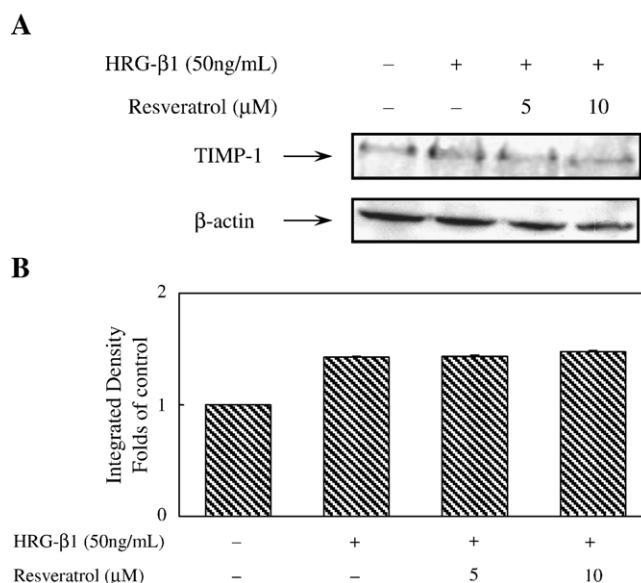 A
HRG-β1 (50ng/mL) – + + +
Resveratrol (μM) – – 5 10
TIMP-1
β-actin
B
2
1
0
Integrated Density
Folds of control
HRG-β1 (50ng/mL) – + + +
Resveratrol (μM) – – 5 10